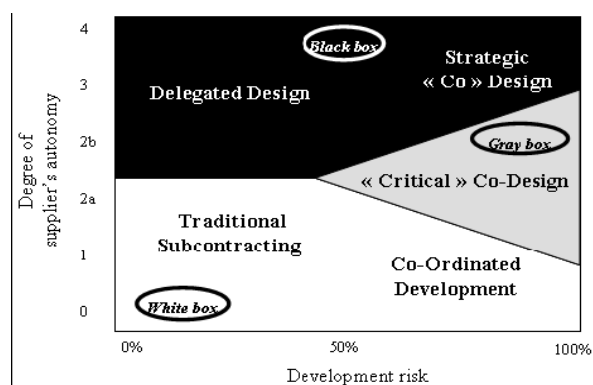 4
Black box
Strategic
« Co » Design
3
Delegated Design
2b
Gray box
« Critical » Co-Design
2a
Traditional
Subcontracting
1
Co-Ordinated
Development
0
White box
Degree of
supplier's autonomy
0%
50%
100%
Development risk